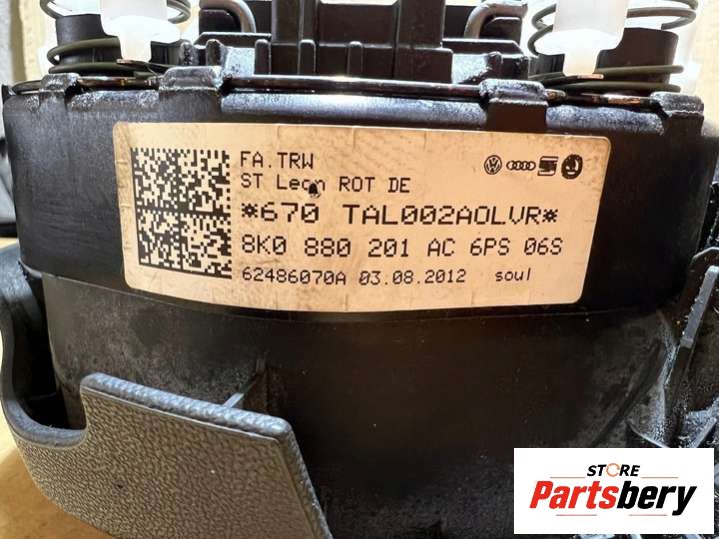 FA.TRW
ST Leon ROT DE
*670 TAL002AOLVR*
8K0 880 201 AC 6PS 06S
62486070A 03.08.2012 soul
STORE
Partsbery